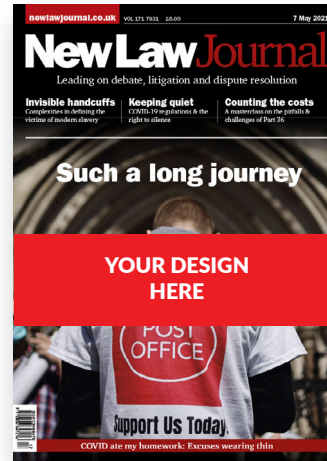 newlawjournal.co.uk VOL 171 7931 £8.00 7 May 2021
New Law Journal
Leading on debate, litigation and dispute resolution
Invisible handcuffs
Complexities in defining the
victims of modern slavery
Keeping quiet
COVID-19 regulations & the
right to silence
Counting the costs
A masterclass on the pitfalls &
challenges of Part 36
Such a long journey
YOUR DESIGN
HERE
POST
OFFICE
Support Us Today.
COVID ate my homework: Excuses wearing thin